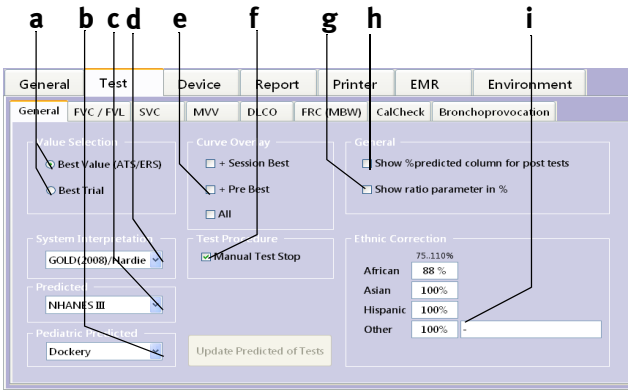 a b c d e f g h i
General Test Device Report Printer EMR Environment
General FVC / FVL SVC MVV DLCO FRC (MBW) CalCheck Bronchoprovocation
Value Selection Curve Overlay General
Best Value (ATS/ERS) + Session Best Show %predicted column for post tests
Best Trial + Pre Best Show ratio parameter in %
All
System Interpretation Test Procedure Ethnic Correction
GOLD(2008)/Hardie Manual Test Stop 75..110%
African 88 %
Predicted Asian 100%
NHANES III Hispanic 100%
Pediatric Predicted Other 100% -
Dockery Update Predicted of Tests